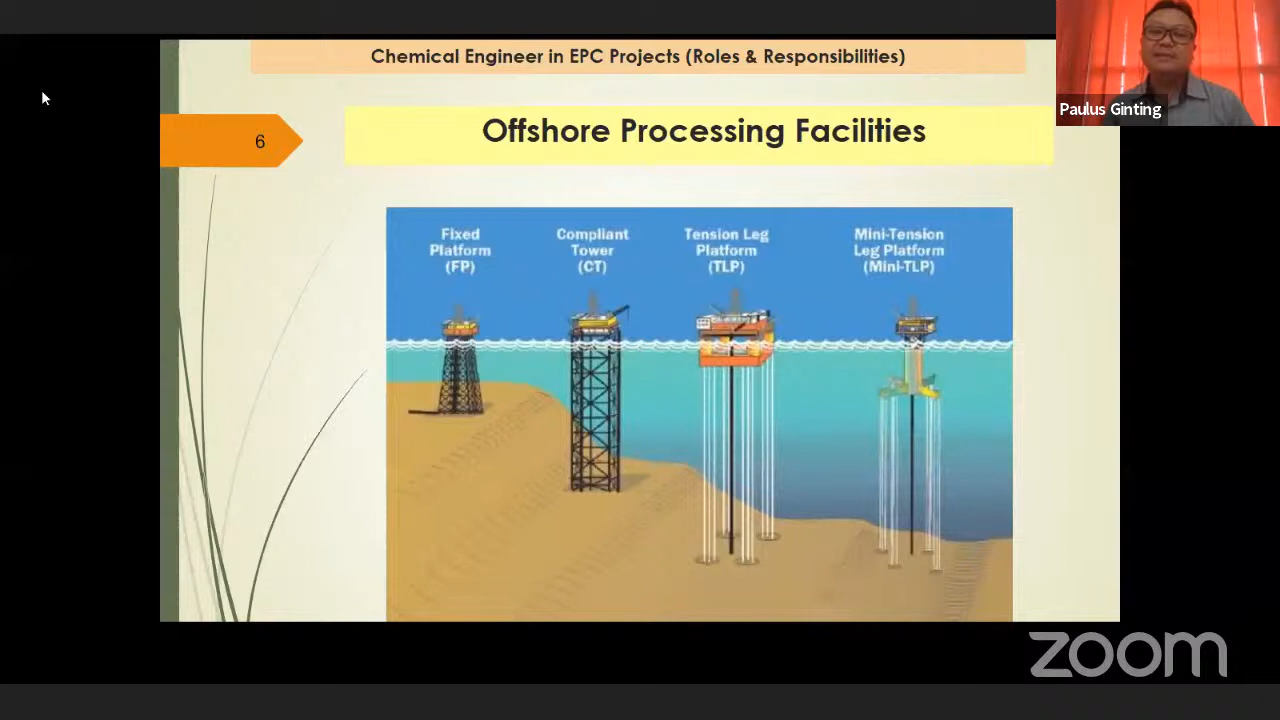 Chemical Engineer in EPC Projects (Roles & Responsibilities)
Paulus Ginting
6
Offshore Processing Facilities
Fixed
Platform
(FP)
Compliant
Tower
(CT)
Tension Leg
Platform
(TLP)
Mini-Tension
Leg Platform
(Mini-TLP)
zoom